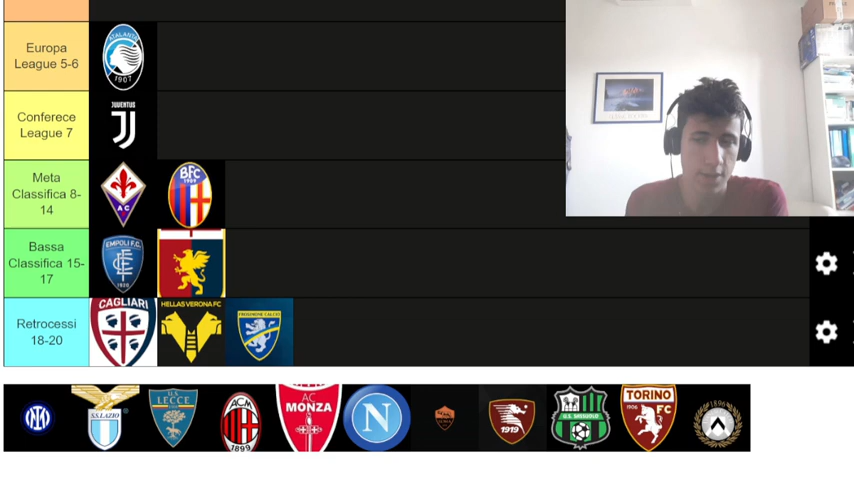 Europa
League 5-6
ATALANTA
1907
Conferece
League 7
JUVENTUS
Meta
Classifica 8-
14
A C
BFC
1909
Bassa
Classifica 15-
17
EMPOLI F.C.
1920
Retrocessi
18-20
CAGLIARI
HELLAS VERONA FC
FROSINONE CALCIO
S.S.LAZIO
U.S.
LECCE
ACM
1899
AC
MONZA
N
ROMA
1919
U.S. SASSUOLO
TORINO
1906
FC
1896